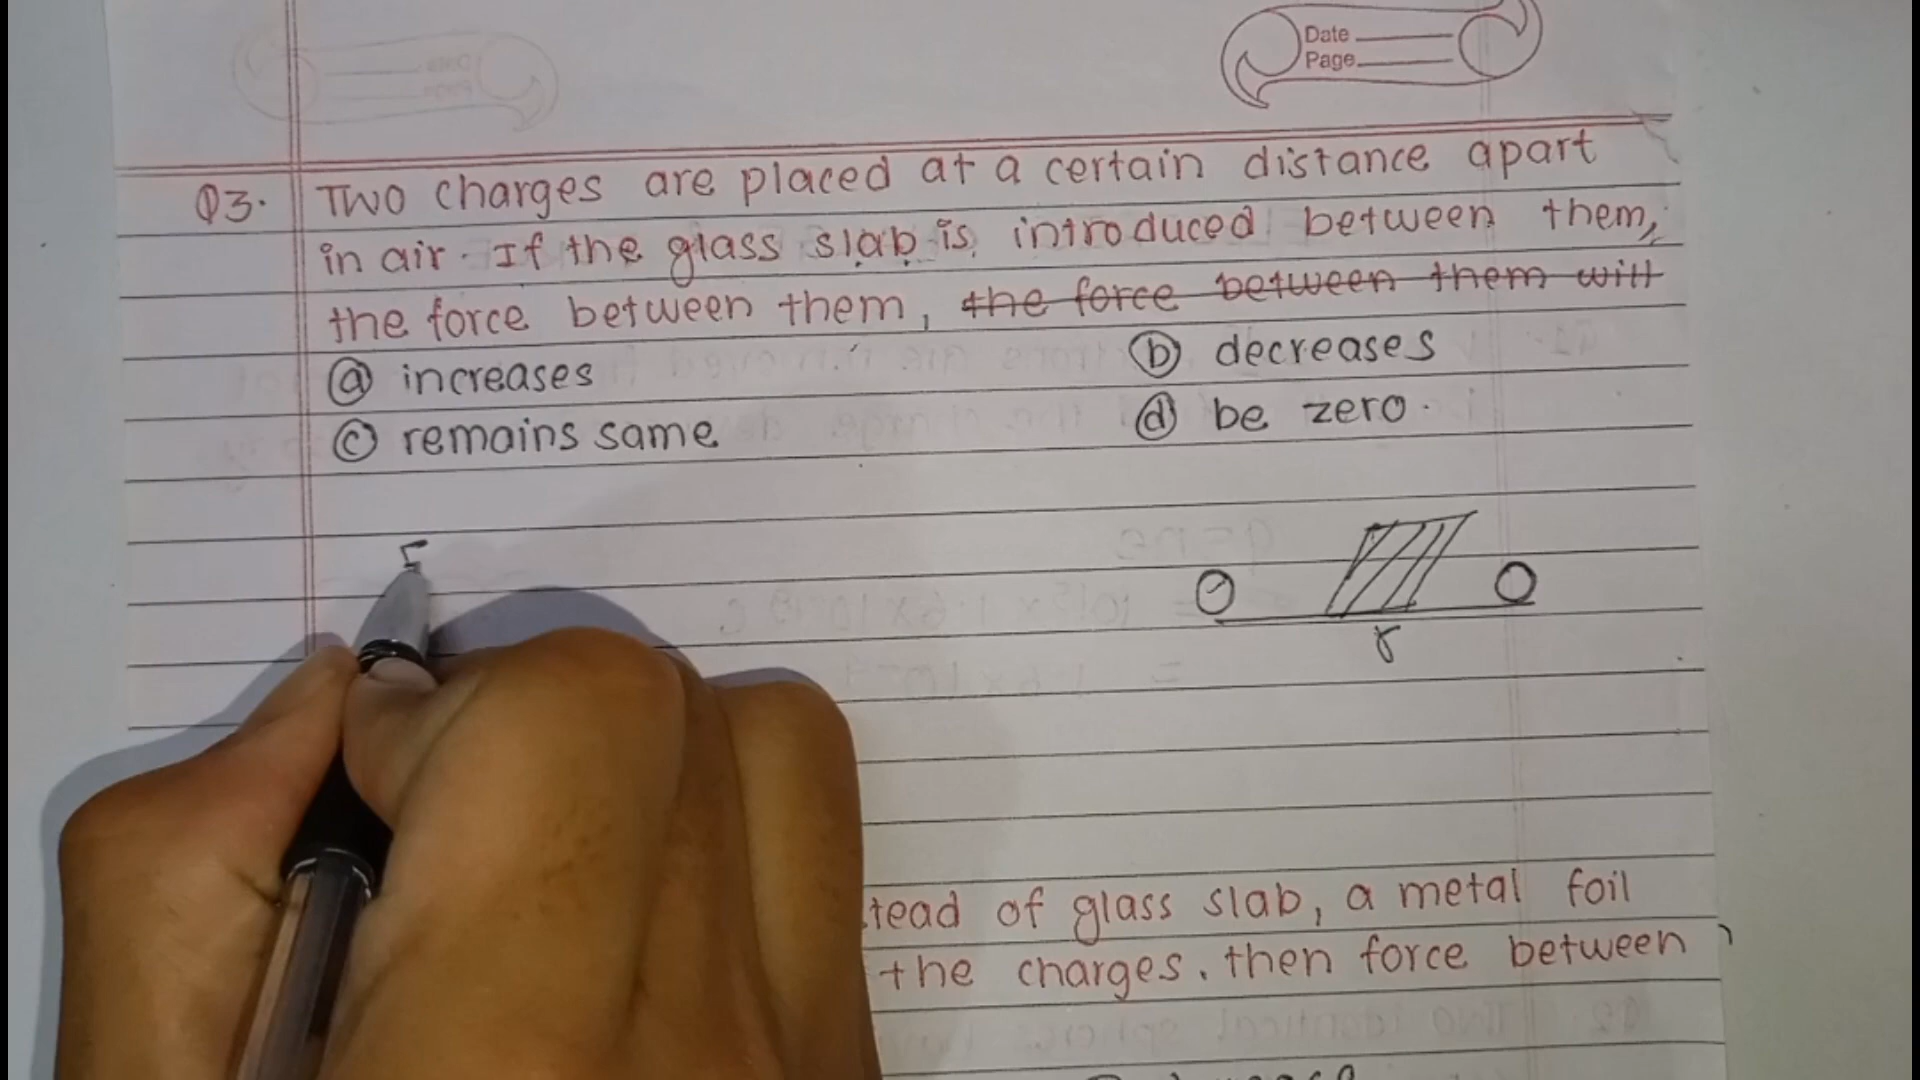 Date
Page
Q3. Two charges are placed at a certain distance apart
in air. If the glass slab is introduced between them,
the force between them, the force between them will
ⓐ increases ⓑ decreases
ⓒ remains same ⓓ be zero.
r
tead of glass slab, a metal foil
the charges. then force between